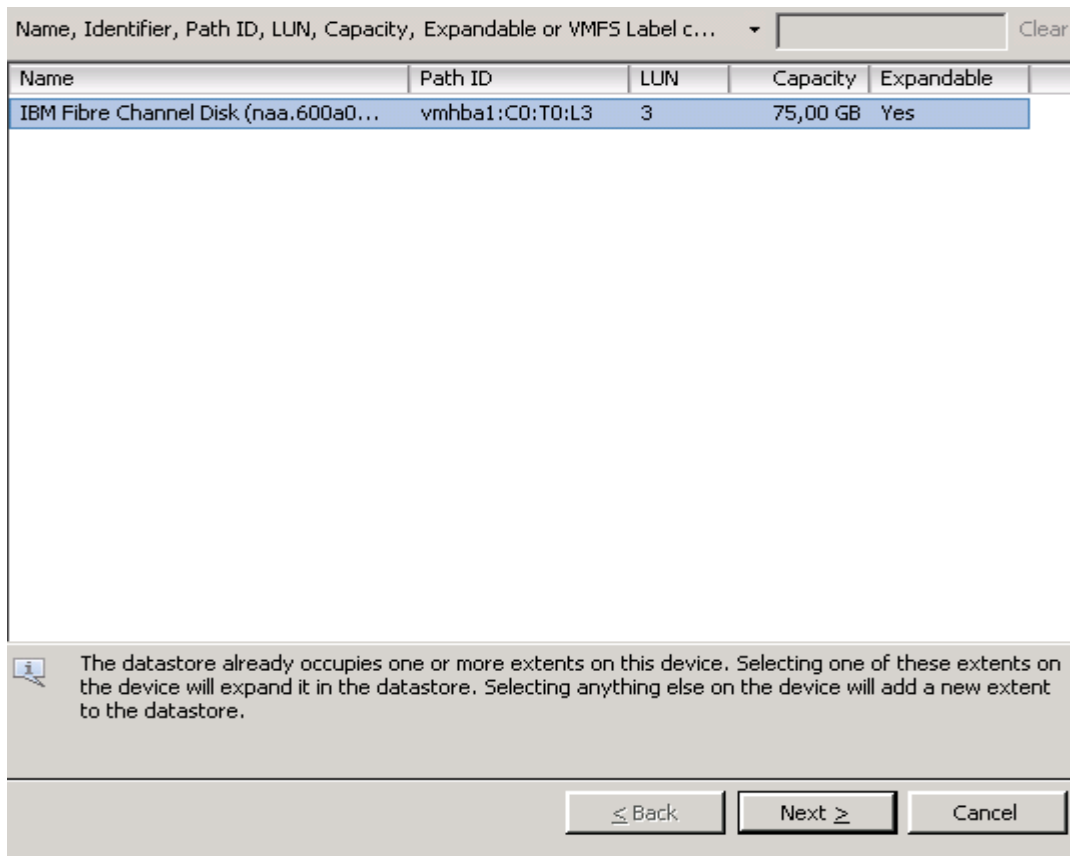 Name, Identifier, Path ID, LUN, Capacity, Expandable or VMFS Label c... Clear
Name Path ID LUN Capacity Expandable
IBM Fibre Channel Disk (naa.600a0... vmhba1:C0:T0:L3 3 75,00 GB Yes
The datastore already occupies one or more extents on this device. Selecting one of these extents on
the device will expand it in the datastore. Selecting anything else on the device will add a new extent
to the datastore.
≤ Back Next ≥ Cancel